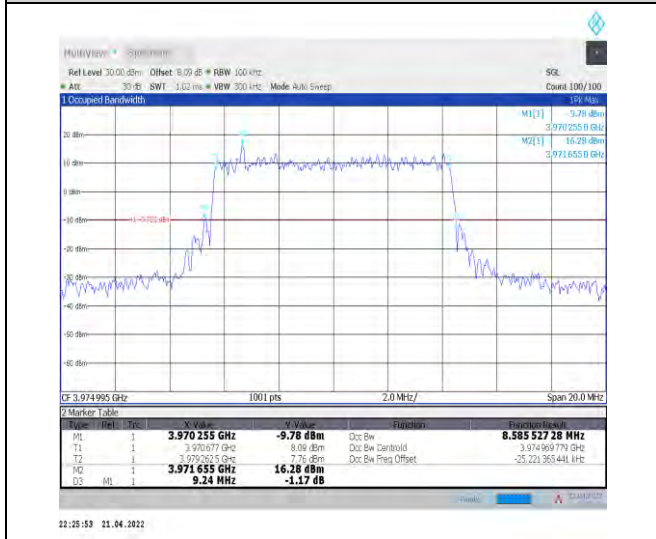 MultiView Spectrum
Ref Level 30.00 dBm Offset 8.09 dB RBW 100 kHz SGL
Att 30 dB SWT 1.02 ms VBW 300 kHz Mode Auto Sweep Count 100/100
1 Occupied Bandwidth 1Pk Max
M1[1] -9.78 dBm
3.970255 0 GHz
20 dBm M2[1] 16.28 dBm
3.971655 0 GHz
10 dBm
0 dBm
-10 dBm
-20 dBm
-30 dBm
-40 dBm
-50 dBm
-60 dBm
CF 3.974995 GHz 1001 pts 2.0 MHz/ Span 20.0 MHz
2 Marker Table
Type Ref Trc X-Value Y-Value Function Function Result
M1 1 3.970 255 GHz -9.78 dBm Occ Bw 8.585 527 28 MHz
T1 1 3.970677 GHz 8.09 dBm Occ Bw Centroid 3.974 969 779 GHz
T2 1 3.9792625 GHz 7.76 dBm Occ Bw Freq Offset -25.221 365 441 kHz
M2 1 3.971 655 GHz 16.28 dBm
D3 M1 1 9.24 MHz -1.17 dB
22:25:53 21.04.2022